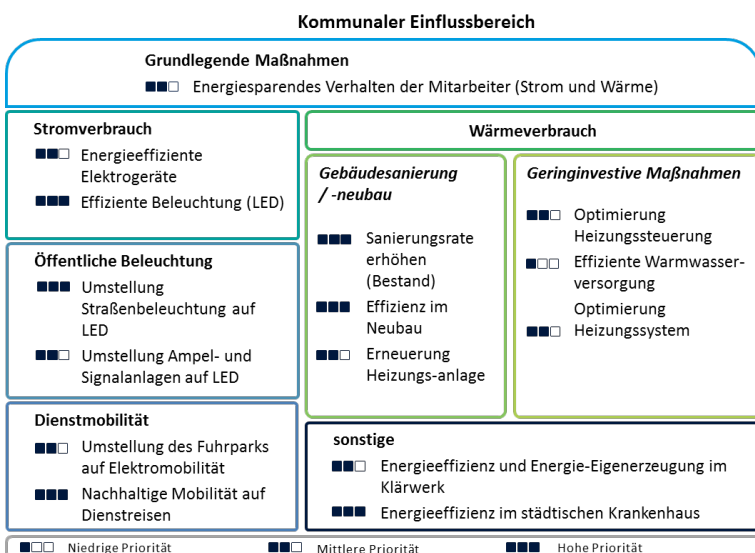 Kommunaler Einflussbereich
Grundlegende Maßnahmen
Energiesparendes Verhalten der Mitarbeiter (Strom und Wärme)
Stromverbrauch
Energieeffiziente
Elektrogeräte
Effiziente Beleuchtung (LED)
Öffentliche Beleuchtung
Umstellung
Straßenbeleuchtung auf
LED
Umstellung Ampel- und
Signalanlagen auf LED
Dienstmobilität
Umstellung des Fuhrparks
auf Elektromobilität
Nachhaltige Mobilität auf
Dienstreisen
Wärmeverbrauch
Gebäudesanierung
/ -neubau
Sanierungsrate
erhöhen
(Bestand)
Effizienz im
Neubau
Erneuerung
Heizungs-anlage
Geringinvestive Maßnahmen
Optimierung
Heizungssteuerung
Effiziente Warmwasser-
versorgung
Optimierung
Heizungssystem
sonstige
Energieeffizienz und Energie-Eigenerzeugung im
Klärwerk
Energieeffizienz im städtischen Krankenhaus
Niedrige Priorität
Mittlere Priorität
Hohe Priorität